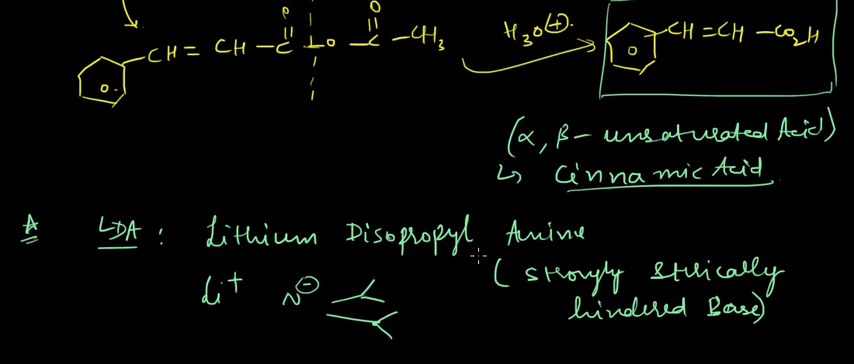 CH = CH - C - O - C - CH3
O O
H3O⊕
CH = CH - CO2H
(α, β - unsaturated Acid)
↳ Cinnamic Acid
A LDA : Lithium Disopropyl Amine
Li+ N⊖ (strongly sterically
hindered Base)